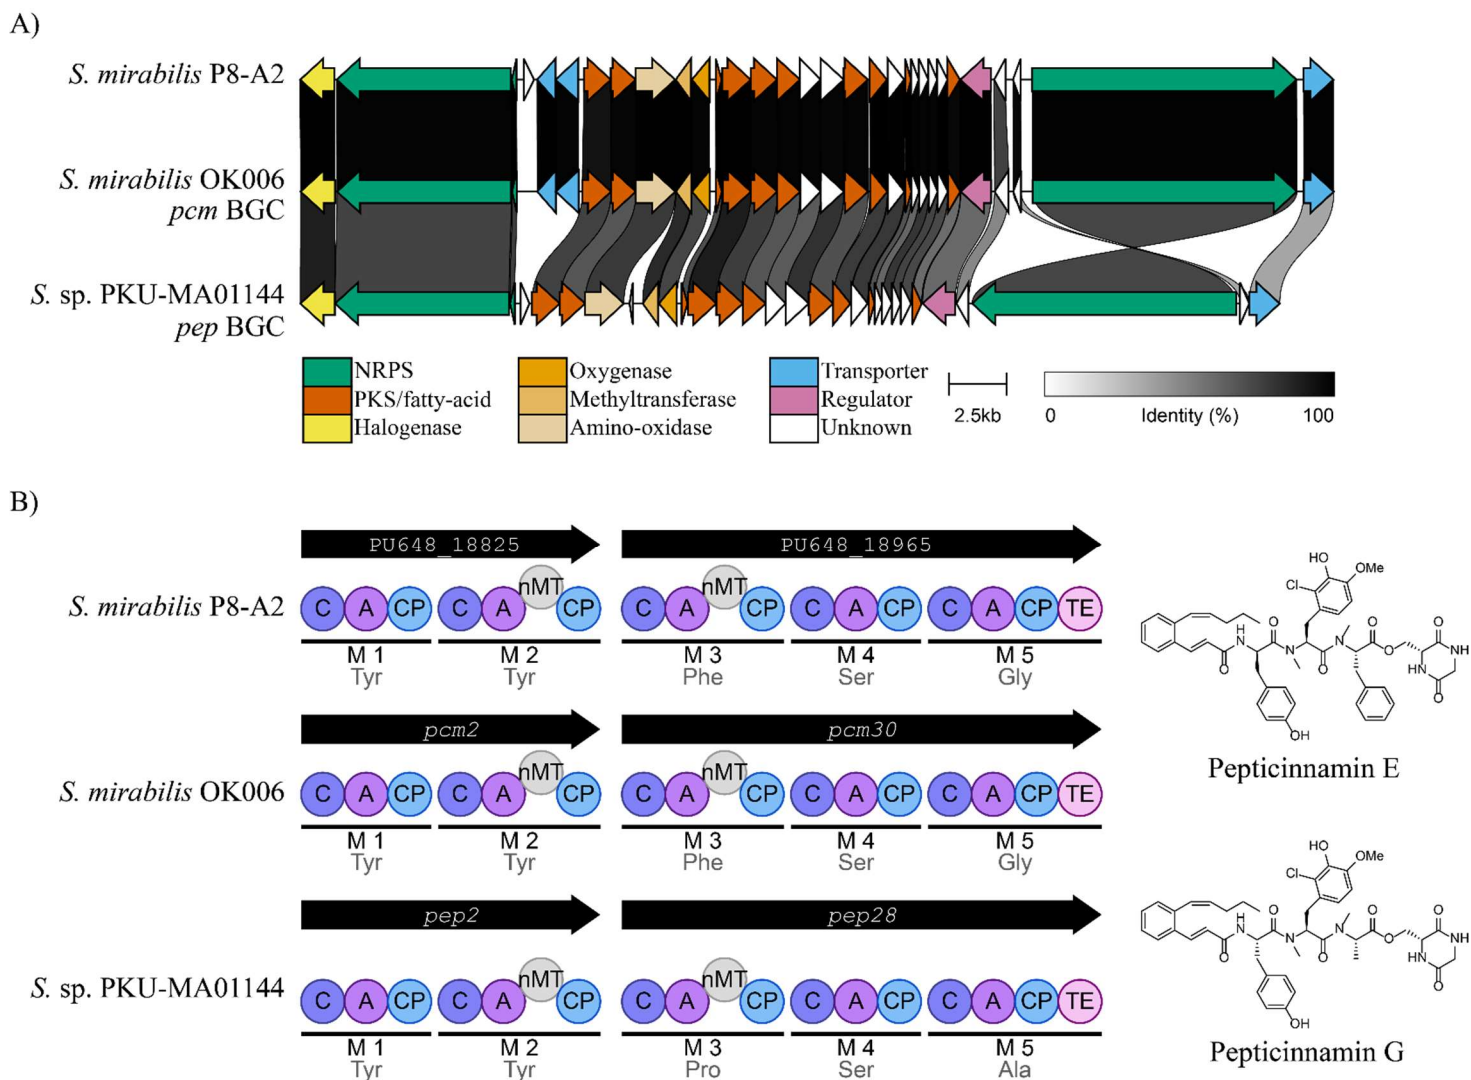 A)
S. mirabilis P8-A2
S. mirabilis OK006
pcm BGC
S. sp. PKU-MA01144
pep BGC
NRPS
PKS/fatty-acid
Halogenase
Oxygenase
Methyltransferase
Amino-oxidase
Transporter
Regulator
Unknown
2.5kb
0 Identity (%) 100
B)
PU648_18825 PU648_18965
S. mirabilis P8-A2
C A CP C A nMT CP C A nMT CP C A CP C A CP TE
M 1 M 2 M 3 M 4 M 5
Tyr Tyr Phe Ser Gly
pcm2 pcm30
S. mirabilis OK006
C A CP C A nMT CP C A nMT CP C A CP C A CP TE
M 1 M 2 M 3 M 4 M 5
Tyr Tyr Phe Ser Gly
pep2 pep28
S. sp. PKU-MA01144
C A CP C A nMT CP C A nMT CP C A CP C A CP TE
M 1 M 2 M 3 M 4 M 5
Tyr Tyr Pro Ser Ala
HO
Cl OMe
H
N O N O O
O N O O NH
HN
O
OH
Pepticinnamin E
HO
Cl OMe
H
N O N O O
O N O O NH
HN
O
OH
Pepticinnamin G